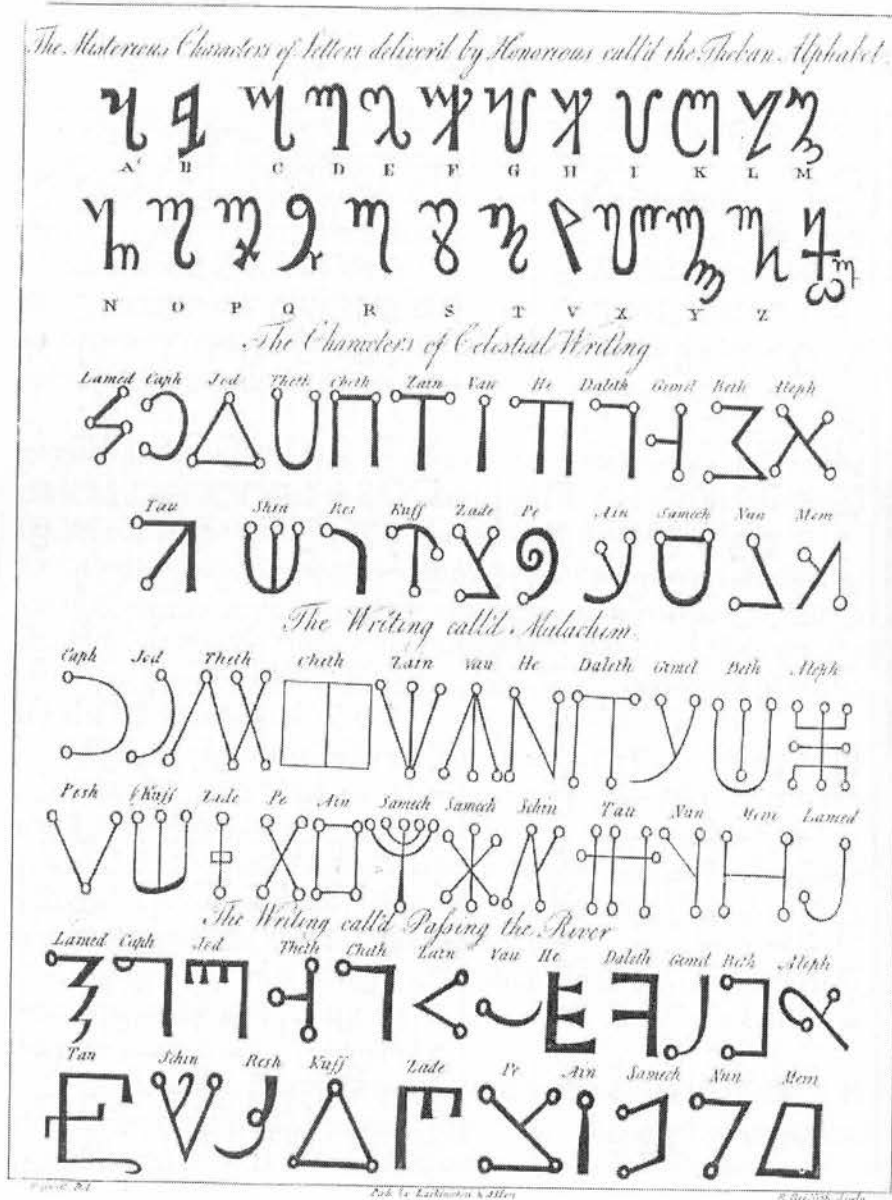 The Misterious Characters of Letters deliver'd by Honorious call'd the Theban Alphabet.
A B C D E F G H I K L M
N O P Q R S T V X Y Z
The Characters of Celestial Writing
Lamed Caph Jod Theth Cheth Zain Vau He Daleth Gimel Beth Aleph
Tau Shin Res Kuff Zade Pe Ain Samech Nun Mem
The Writing call'd Malachim
Caph Jod Theth Cheth Zain Vau He Daleth Gimel Beth Aleph
Resh Kuff Zade Pe Ain Samech Samech Schin Tau Nun Mem Lamed
The Writing call'd Paſsing the River
Lamed Caph Jod Theth Cheth Zain Vau He Daleth Gimel Beth Aleph
Tau Schin Resh Kuff Zade Pe Ain Samech Nun Mem
Pub. by Lackington & Allen